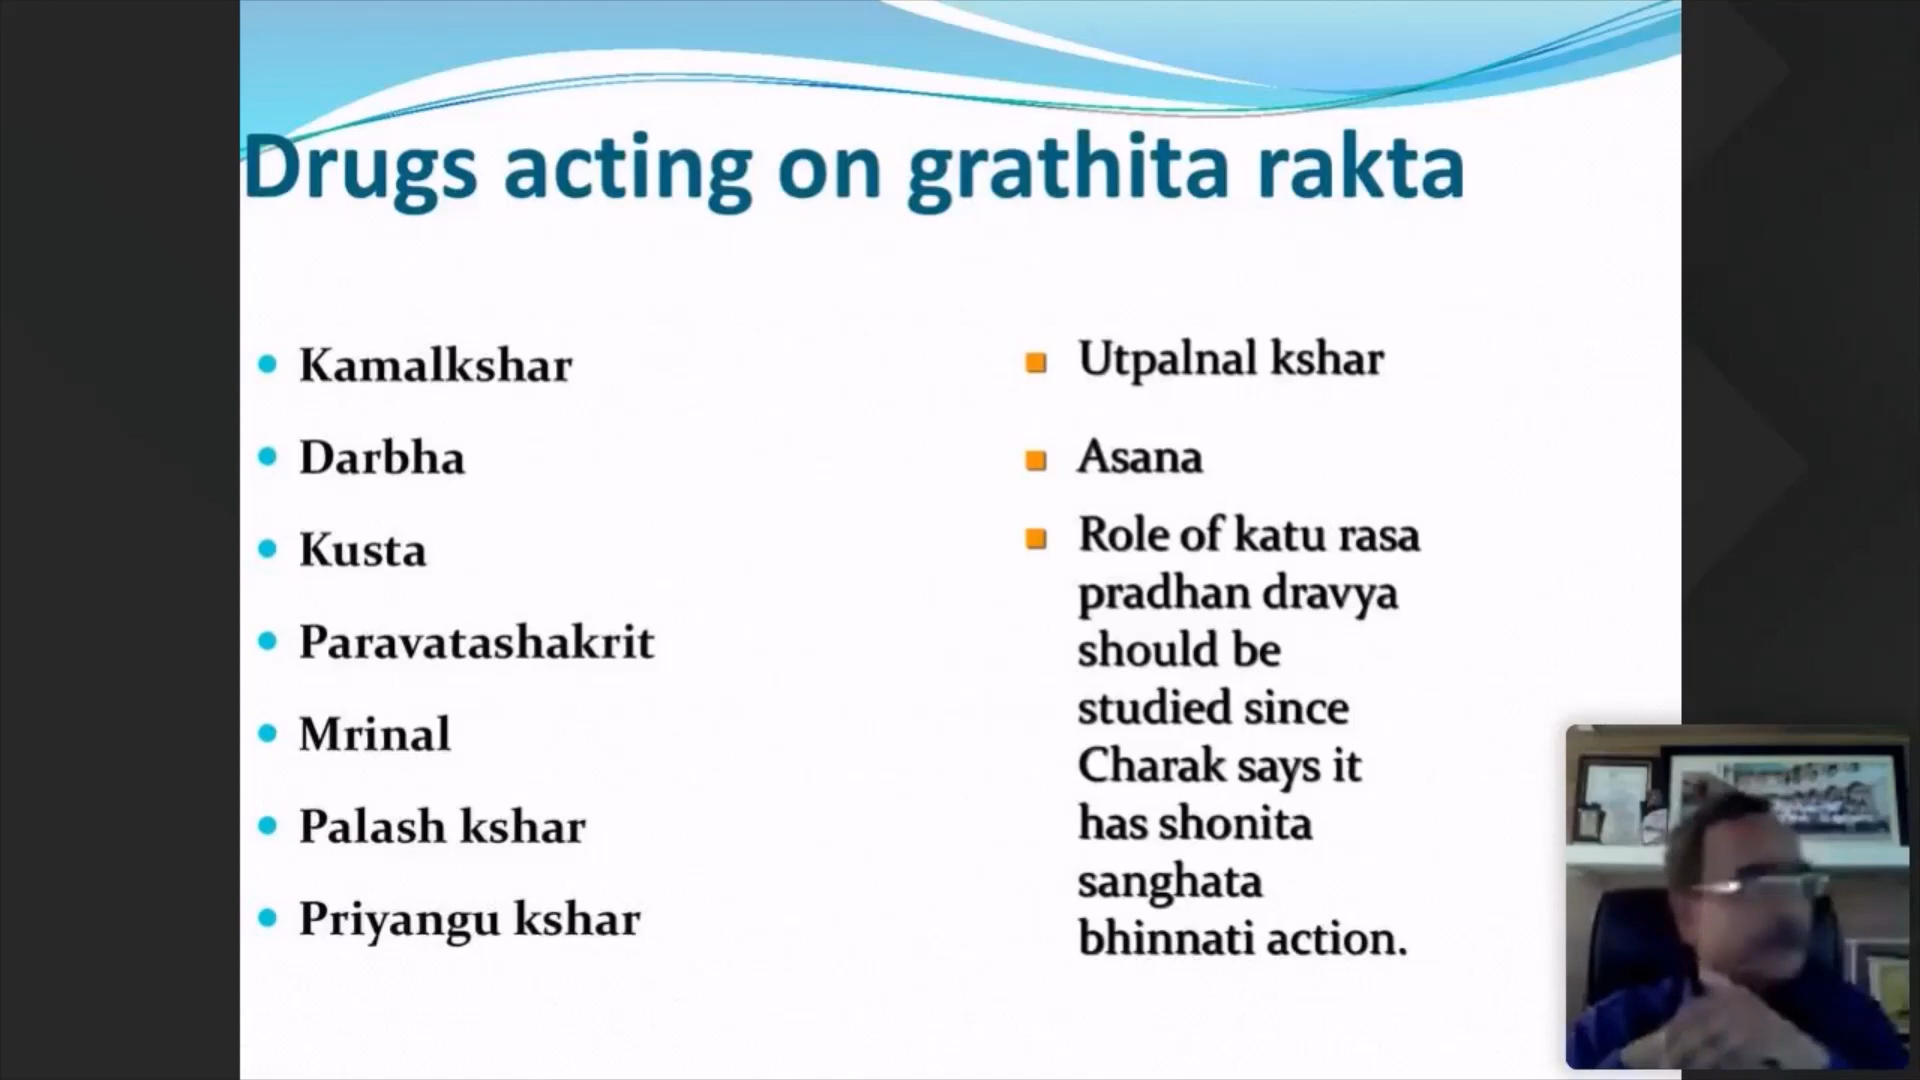 Drugs acting on grathita rakta
Kamalkshar
Darbha
Kusta
Paravatashakrit
Mrinal
Palash kshar
Priyangu kshar
Utpalnal kshar
Asana
Role of katu rasa
pradhan dravya
should be
studied since
Charak says it
has shonita
sanghata
bhinnati action.